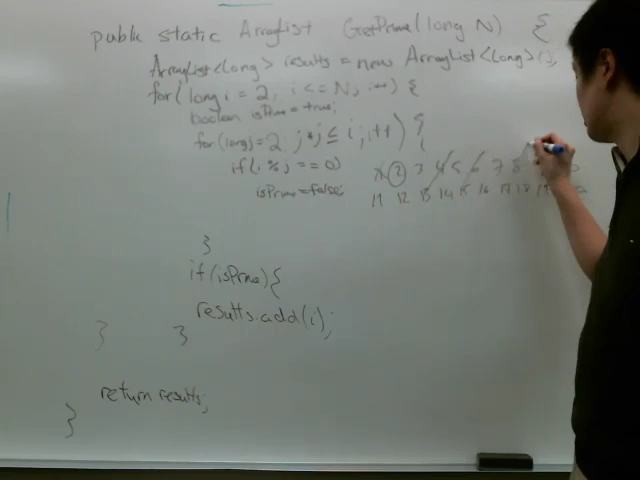 public static ArrayList GetPrime(long N) {
ArrayList<long> results = new ArrayList<long>();
for(long i = 2; i <= N; i++) {
boolean isPrime = true;
for(long j=2; j*j ≤ i; i++) {
if(i % j == 0)
isPrime=false;
1 2 3 4 5 6 7 8
11 12 13 14 15 16 17 18 19
}
if(isPrime){
results.add(i);
} }
return results;
}